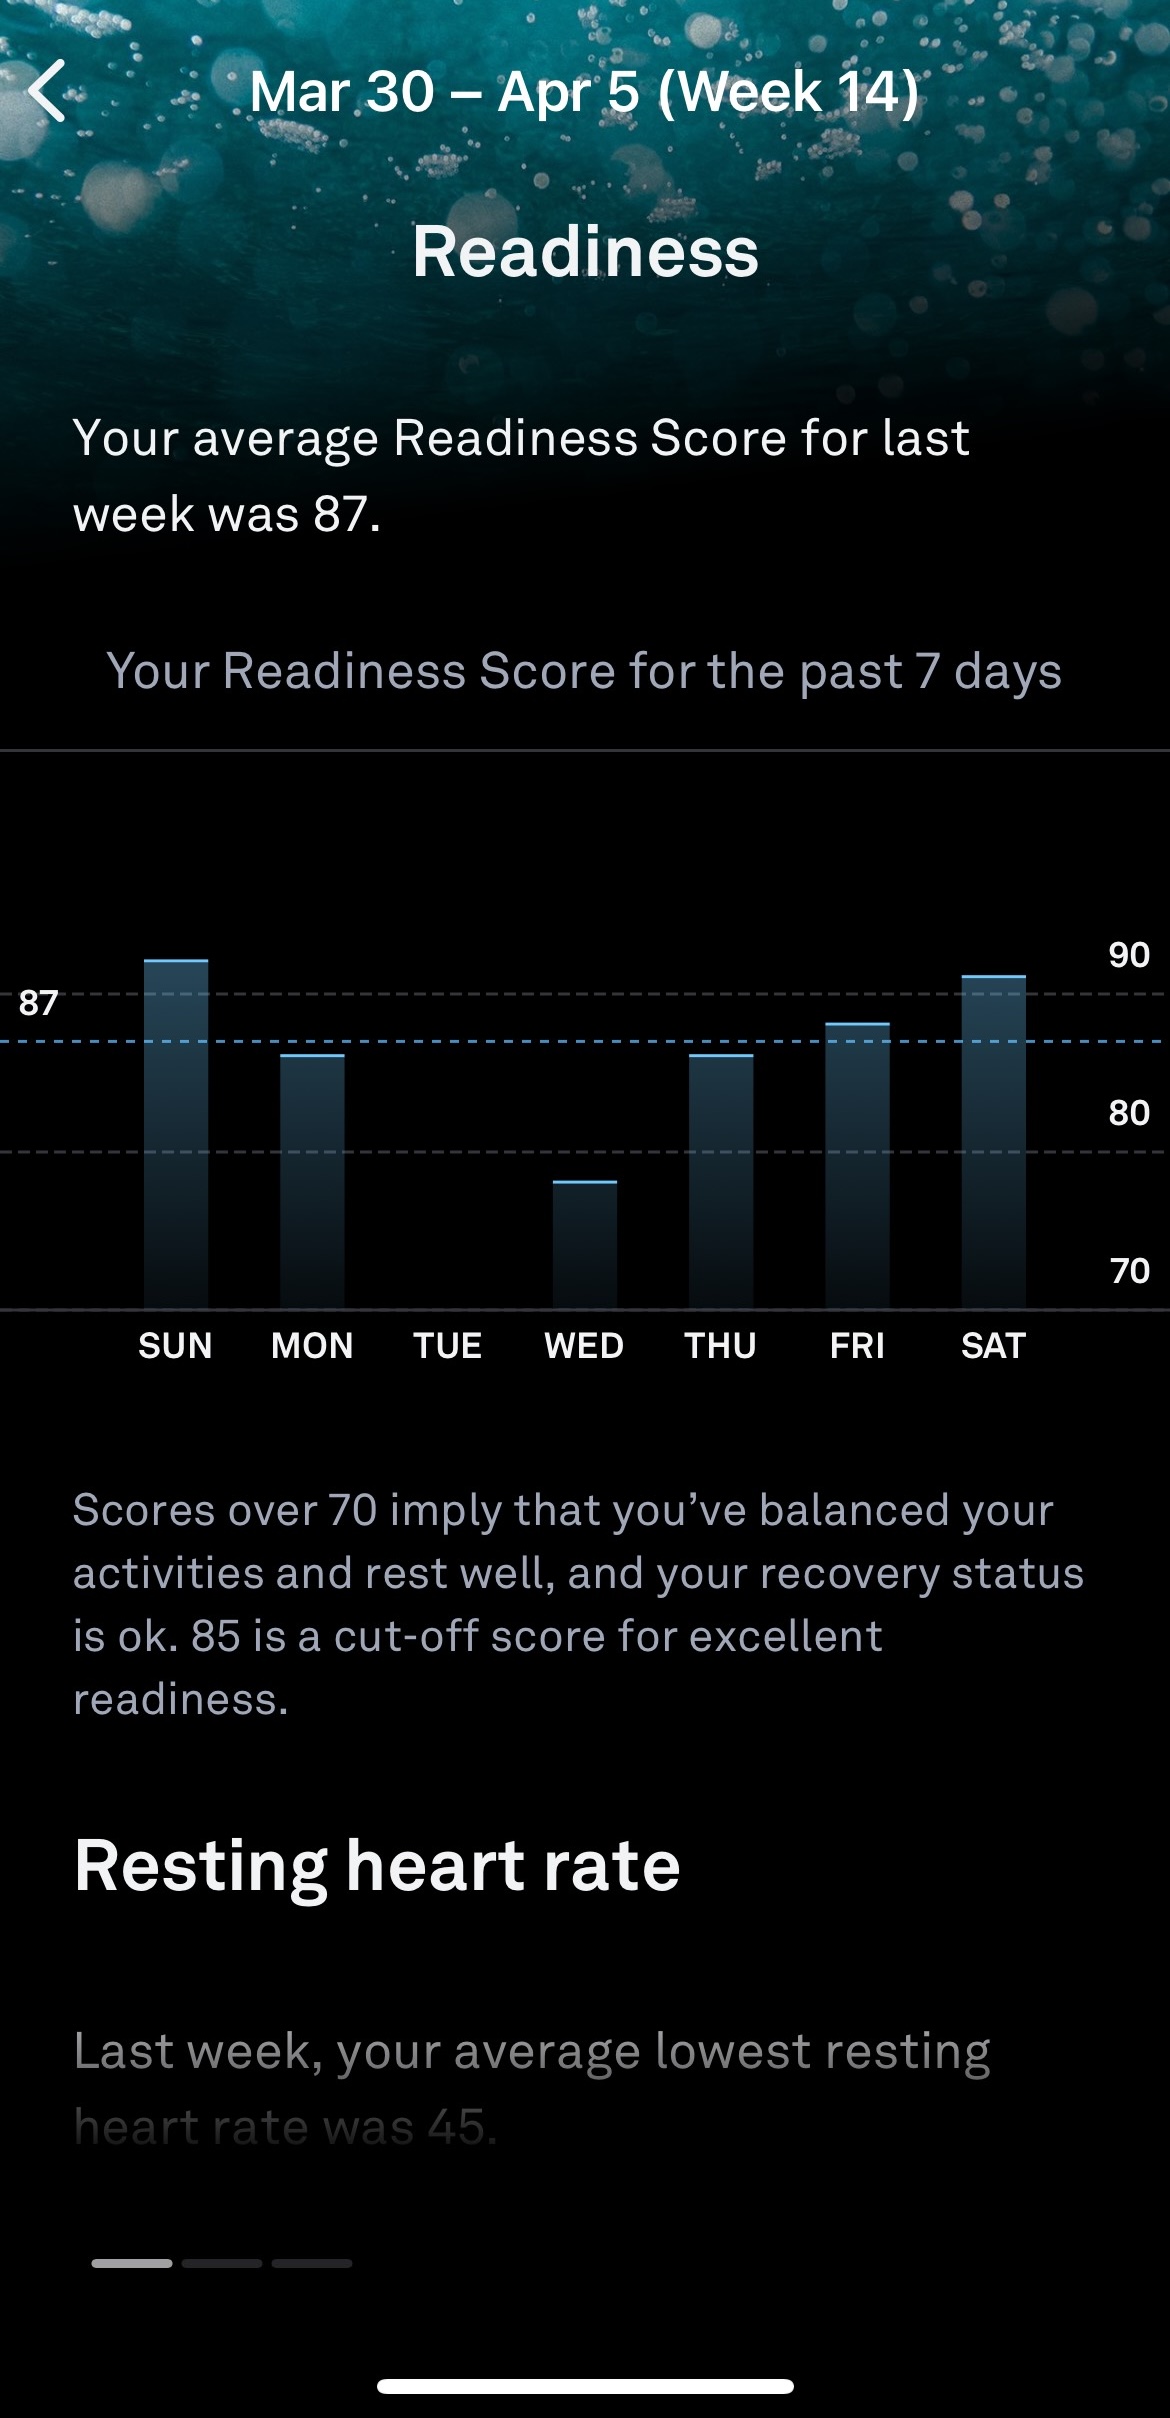 Mar 30 – Apr 5 (Week 14)
Readiness
Your average Readiness Score for last
week was 87.
Your Readiness Score for the past 7 days
90
87
80
70
SUN MON TUE WED THU FRI SAT
Scores over 70 imply that you’ve balanced your
activities and rest well, and your recovery status
is ok. 85 is a cut-off score for excellent
readiness.
Resting heart rate
Last week, your average lowest resting
heart rate was 45.